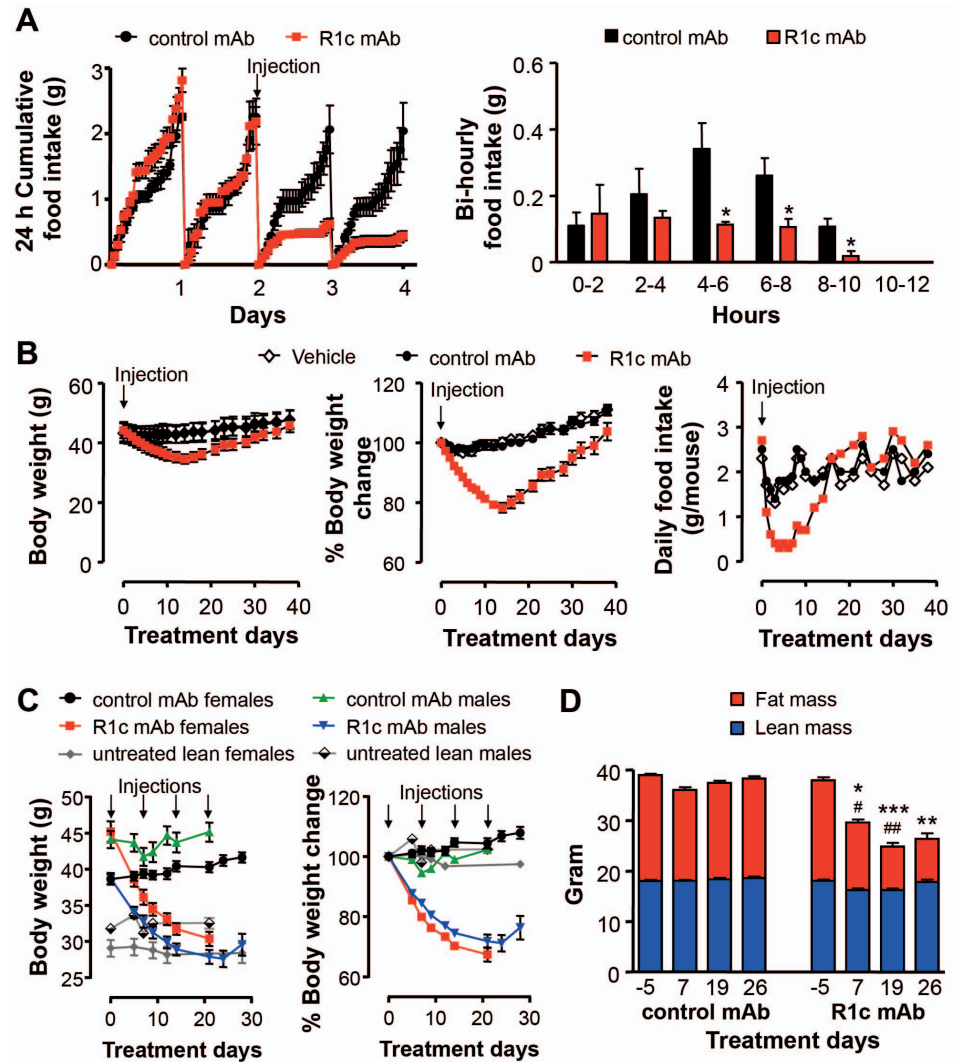 A
control mAb R1c mAb
Injection
24 h Cumulative
food intake (g)
3
2
1
0
1 2 3 4
Days
control mAb R1c mAb
Bi-hourly
food intake (g)
0.6
0.4
0.2
0
* * *
0-2 2-4 4-6 6-8 8-10 10-12
Hours
B
Vehicle control mAb R1c mAb
Injection
Body weight (g)
60
40
20
0
0 10 20 30 40
Treatment days
Injection
% Body weight
change
120
100
80
60
0 10 20 30 40
Treatment days
Injection
Daily food intake
(g/mouse)
4
3
2
1
0
0 10 20 30 40
Treatment days
C
control mAb females control mAb males
R1c mAb females R1c mAb males
untreated lean females untreated lean males
Injections
Body weight (g)
50
45
40
35
30
25
0 10 20 30
Treatment days
Injections
% Body wight change
120
100
80
60
0 10 20 30
Treatment days
D
Fat mass
Lean mass
Gram
40
30
20
10
0
* *** **
# ##
-5 7 19 26 -5 7 19 26
control mAb R1c mAb
Treatment days